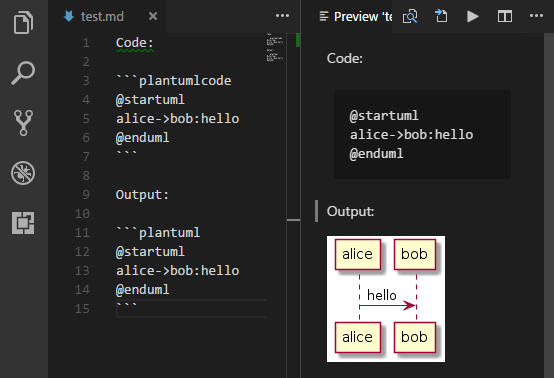 test.md
Preview 'te
1 Code:
2
3 ```plantumlcode
4 @startuml
5 alice->bob:hello
6 @enduml
7 ```
8
9 Output:
10
11 ```plantuml
12 @startuml
13 alice->bob:hello
14 @enduml
15 ```
Code:
@startuml
alice->bob:hello
@enduml
Output:
alice bob
hello
alice bob